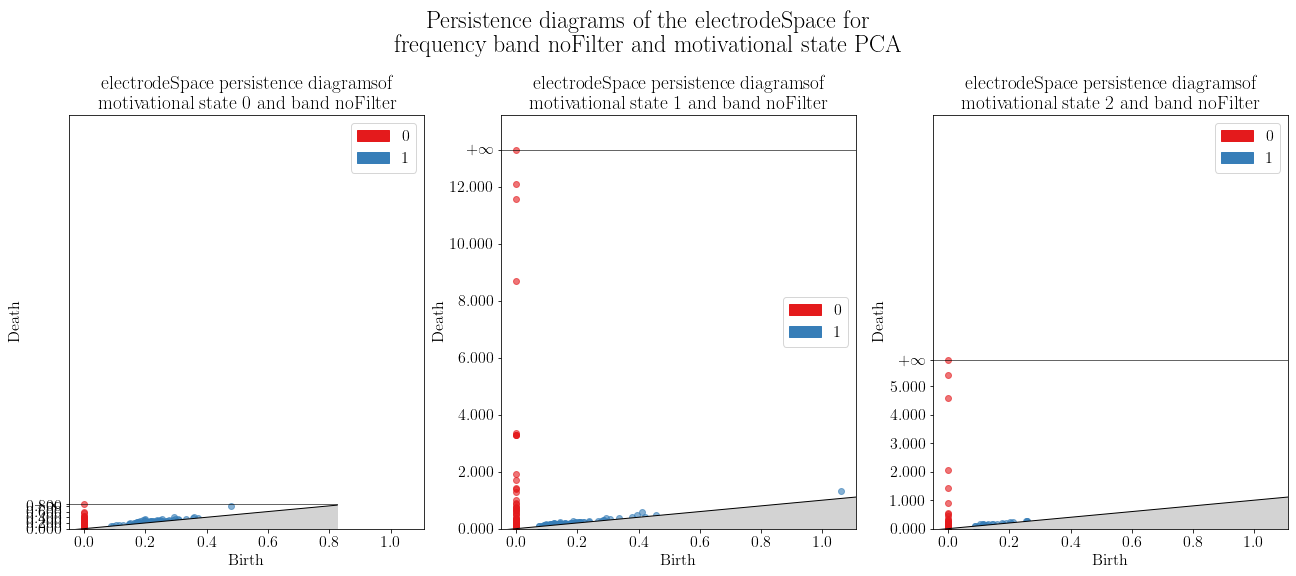 Persistence diagrams of the electrodeSpace for
frequency band noFilter and motivational state PCA
electrodeSpace persistence diagramsof
motivational state 0 and band noFilter
0
1
0.800
0.000
Death
0.0 0.2 0.4 0.6 0.8 1.0
Birth
electrodeSpace persistence diagramsof
motivational state 1 and band noFilter
+∞
12.000
10.000
8.000
6.000
4.000
2.000
0.000
0
1
Death
0.0 0.2 0.4 0.6 0.8 1.0
Birth
electrodeSpace persistence diagramsof
motivational state 2 and band noFilter
0
1
+∞
5.000
4.000
3.000
2.000
1.000
0.000
Death
0.0 0.2 0.4 0.6 0.8 1.0
Birth